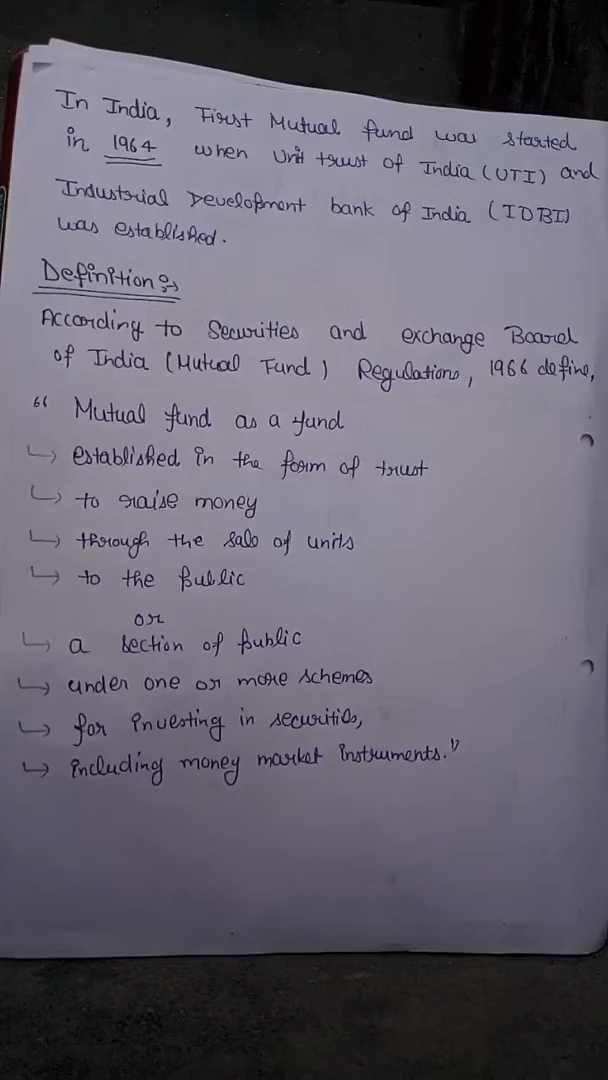 In India, First Mutual fund was started
in 1964 when Unit trust of India (UTI) and
Industrial Development bank of India (IDBI)
was established.
Definition :->
According to Securities and exchange Board
of India (Mutual Fund) Regulations, 1966 define,
“ Mutual fund as a fund
↳ established in the form of trust
↳ to raise money
↳ through the sale of units
↳ to the public
or
↳ a section of public
↳ under one or more schemes
↳ for investing in securities,
↳ including money market instruments.”